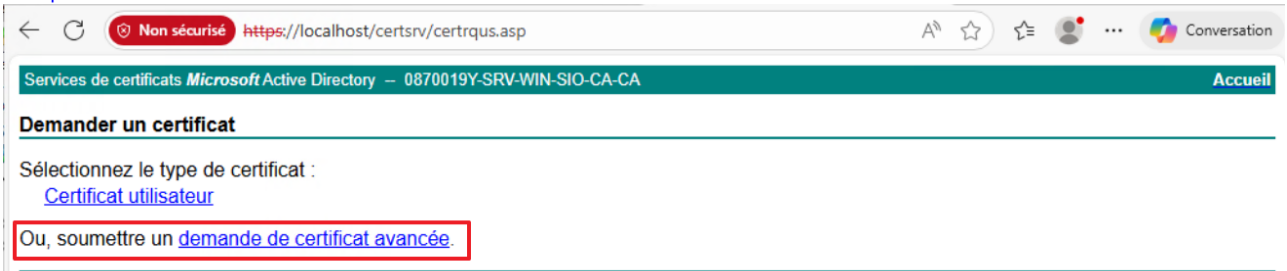 Non sécurisé https://localhost/certsrv/certrqus.asp Conversation
Services de certificats Microsoft Active Directory -- 0870019Y-SRV-WIN-SIO-CA-CA Accueil
Demander un certificat
Sélectionnez le type de certificat :
Certificat utilisateur
Ou, soumettre un demande de certificat avancée.